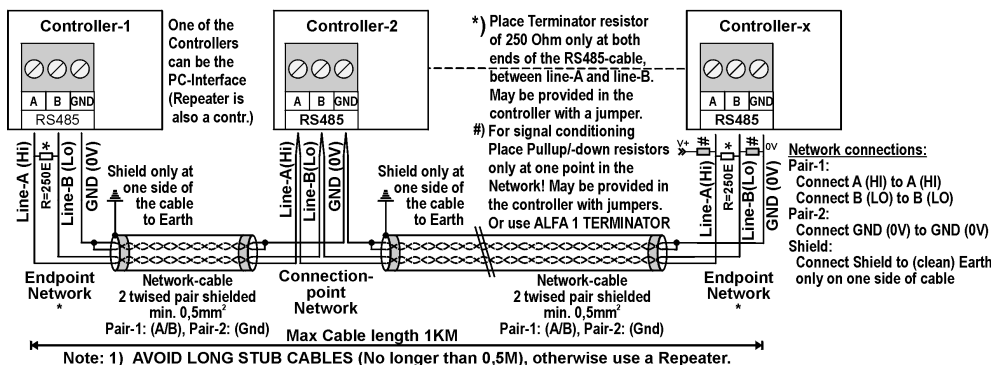 Controller-1
A B GND
RS485
One of the
Controllers
can be the
PC-Interface
(Repeater is
also a contr.)
Controller-2
A B GND
RS485
*) Place Terminator resistor
of 250 Ohm only at both
ends of the RS485-cable,
between line-A and line-B.
May be provided in the
controller with a jumper.
#) For signal conditioning
Place Pullup/-down resistors
only at one point in the
Network! May be provided in
the controller with jumpers.
Or use ALFA 1 TERMINATOR
Controller-x
A B GND
RS485
Line-A (Hi)
R=250E
*
Line-B (Lo)
GND (0V)
Shield only at
one side of
the cable
to Earth
Line-A(Hi)
Line-B(Lo)
GND (0V)
Shield only at
one side of
the cable
to Earth
V+
#
*
#
0V
Line-A(Hi)
R=250E
Line-B(Lo)
GND (0V)
Network connections:
Pair-1:
Connect A (HI) to A (HI)
Connect B (LO) to B (LO)
Pair-2:
Connect GND (0V) to GND (0V)
Shield:
Connect Shield to (clean) Earth
only on one side of cable
Endpoint
Network
*
Network-cable
2 twised pair shielded
min. 0,5mm²
Pair-1: (A/B), Pair-2: (Gnd)
Connection-
point
Network
Network-cable
2 twised pair shielded
min. 0,5mm²
Pair-1: (A/B), Pair-2: (Gnd)
Endpoint
Network
*
Max Cable length 1KM
Note: 1) AVOID LONG STUB CABLES (No longer than 0,5M), otherwise use a Repeater.